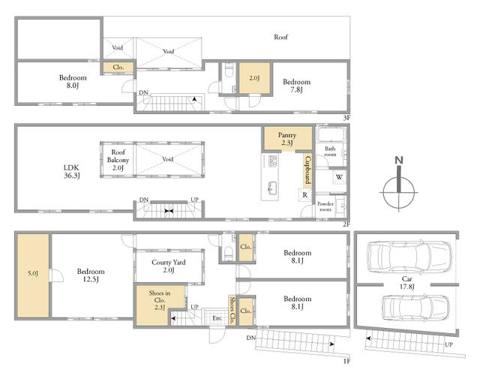 Roof
Void
Void
Clo.
Bedroom
8.0J
2.0J
Bedroom
7.8J
DN
3F
Pantry
2.3J
Roof
Balcony
2.0J
Void
LDK
36.3J
Bath
room
Cupboard
W
R
Powder
room
DN
UP
2F
N
Clo.
Bedroom
8.1J
Court Yard
2.0J
5.0J
Bedroom
12.5J
Car
17.8J
Shoes in
Clo.
2.3J
UP
Shoes Clo.
Clo.
Bedroom
8.1J
Ent.
DN
UP
1F